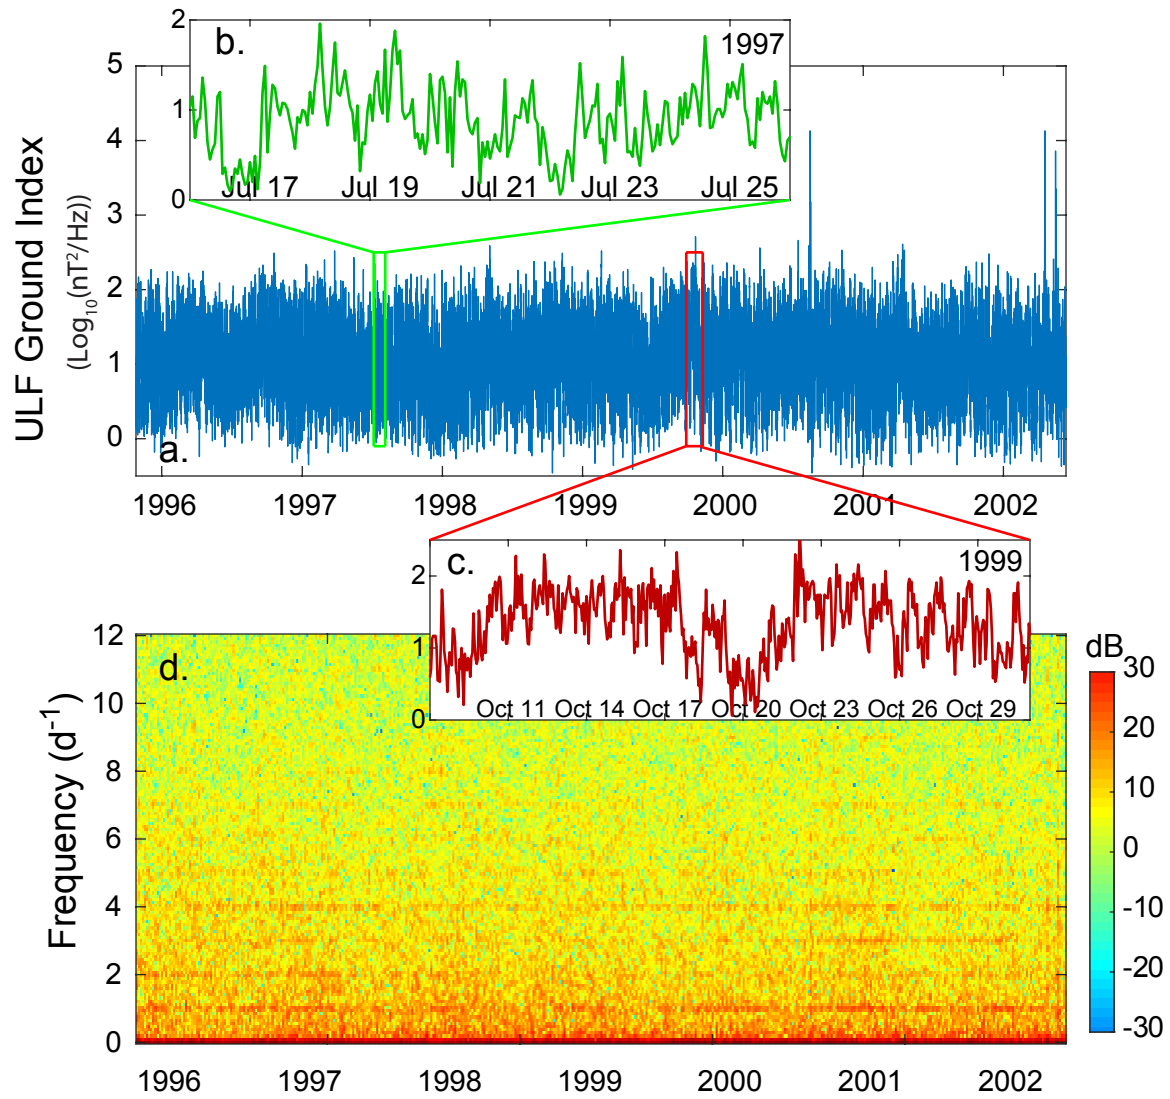 2
b.
1997
1
0
Jul 17 Jul 19 Jul 21 Jul 23 Jul 25
ULF Ground Index
(Log₁₀(nT²/Hz))
5
4
3
2
1
0
a.
1996 1997 1998 1999 2000 2001 2002
c.
1999
2
1
0
Oct 11 Oct 14 Oct 17 Oct 20 Oct 23 Oct 26 Oct 29
d.
Frequency (d⁻¹)
12
10
8
6
4
2
0
1996 1997 1998 1999 2000 2001 2002
dB
30
20
10
0
-10
-20
-30